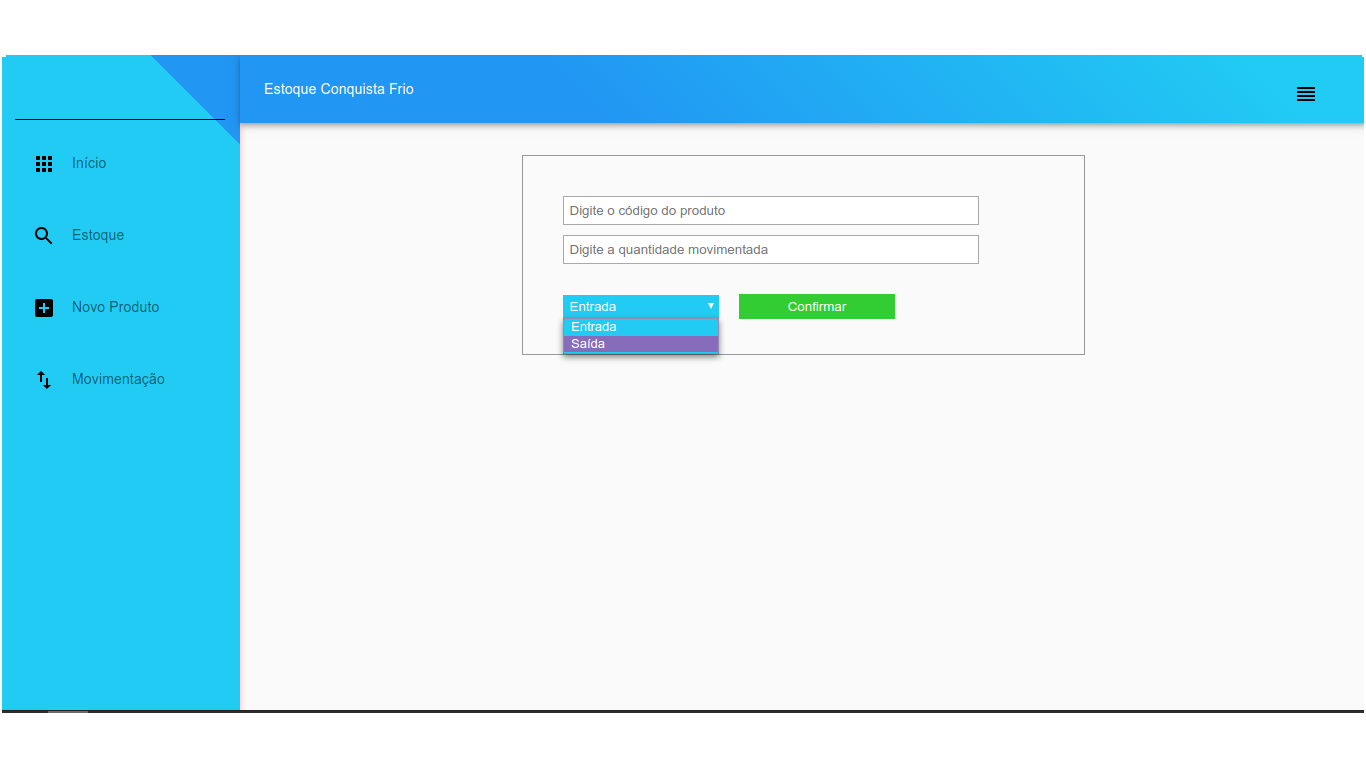 Estoque Conquista Frio
Início
Estoque
Novo Produto
Movimentação
Digite o código do produto
Digite a quantidade movimentada
Entrada
Confirmar
Entrada
Saída